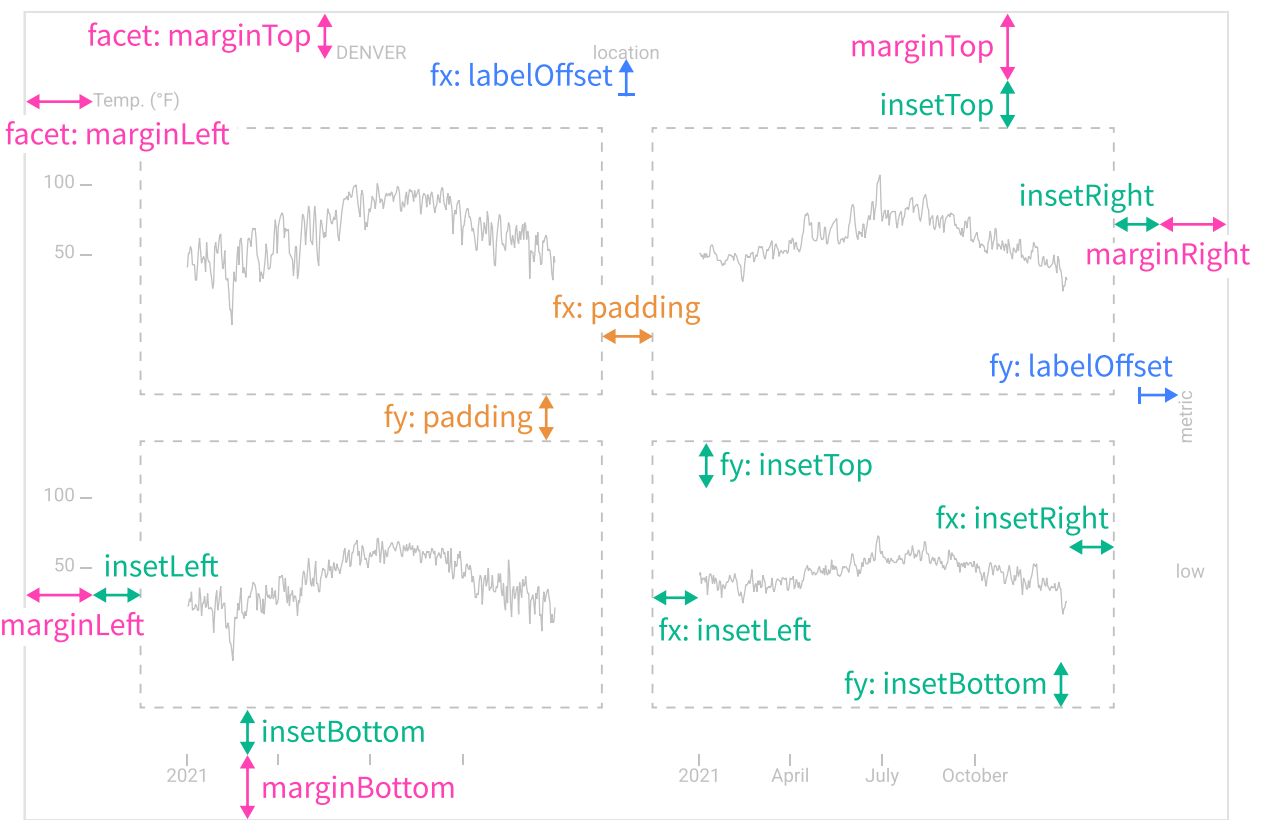 facet: marginTop
DENVER
location
marginTop
fx: labelOffset
Temp. (°F)
insetTop
facet: marginLeft
100
insetRight
50
marginRight
fx: padding
fy: labelOffset
fy: padding
metric
fy: insetTop
100
fx: insetRight
50
insetLeft
low
marginLeft
fx: insetLeft
fy: insetBottom
insetBottom
2021
2021
April
July
October
marginBottom